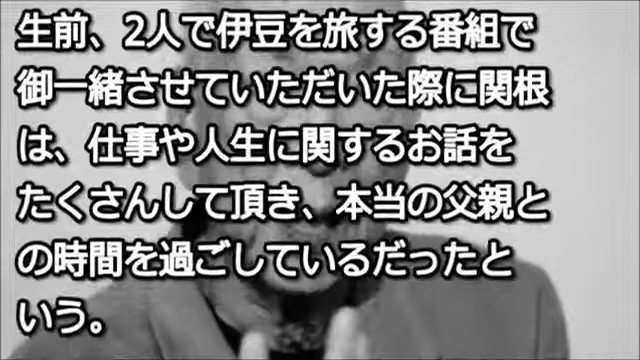 生前、2人で伊豆を旅する番組で
御一緒させていただいた際に関根
は、仕事や人生に関するお話を
たくさんして頂き、本当の父親と
の時間を過ごしているだったと
いう。